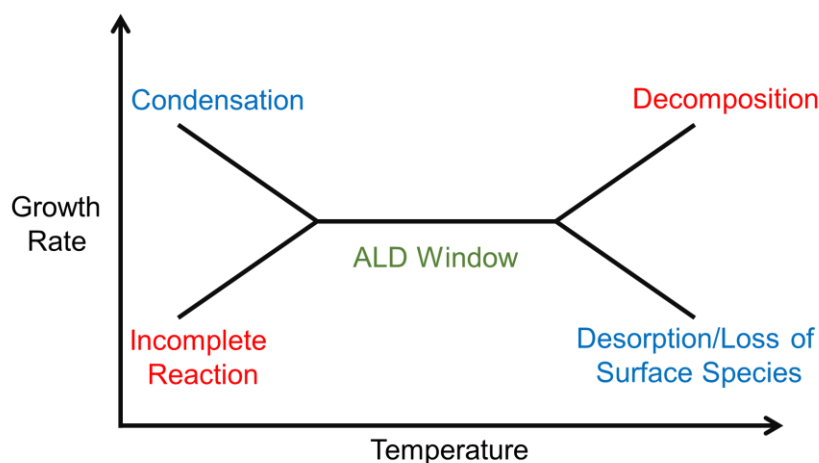 Condensation
Decomposition
Growth
Rate
ALD Window
Incomplete
Reaction
Desorption/Loss of
Surface Species
Temperature